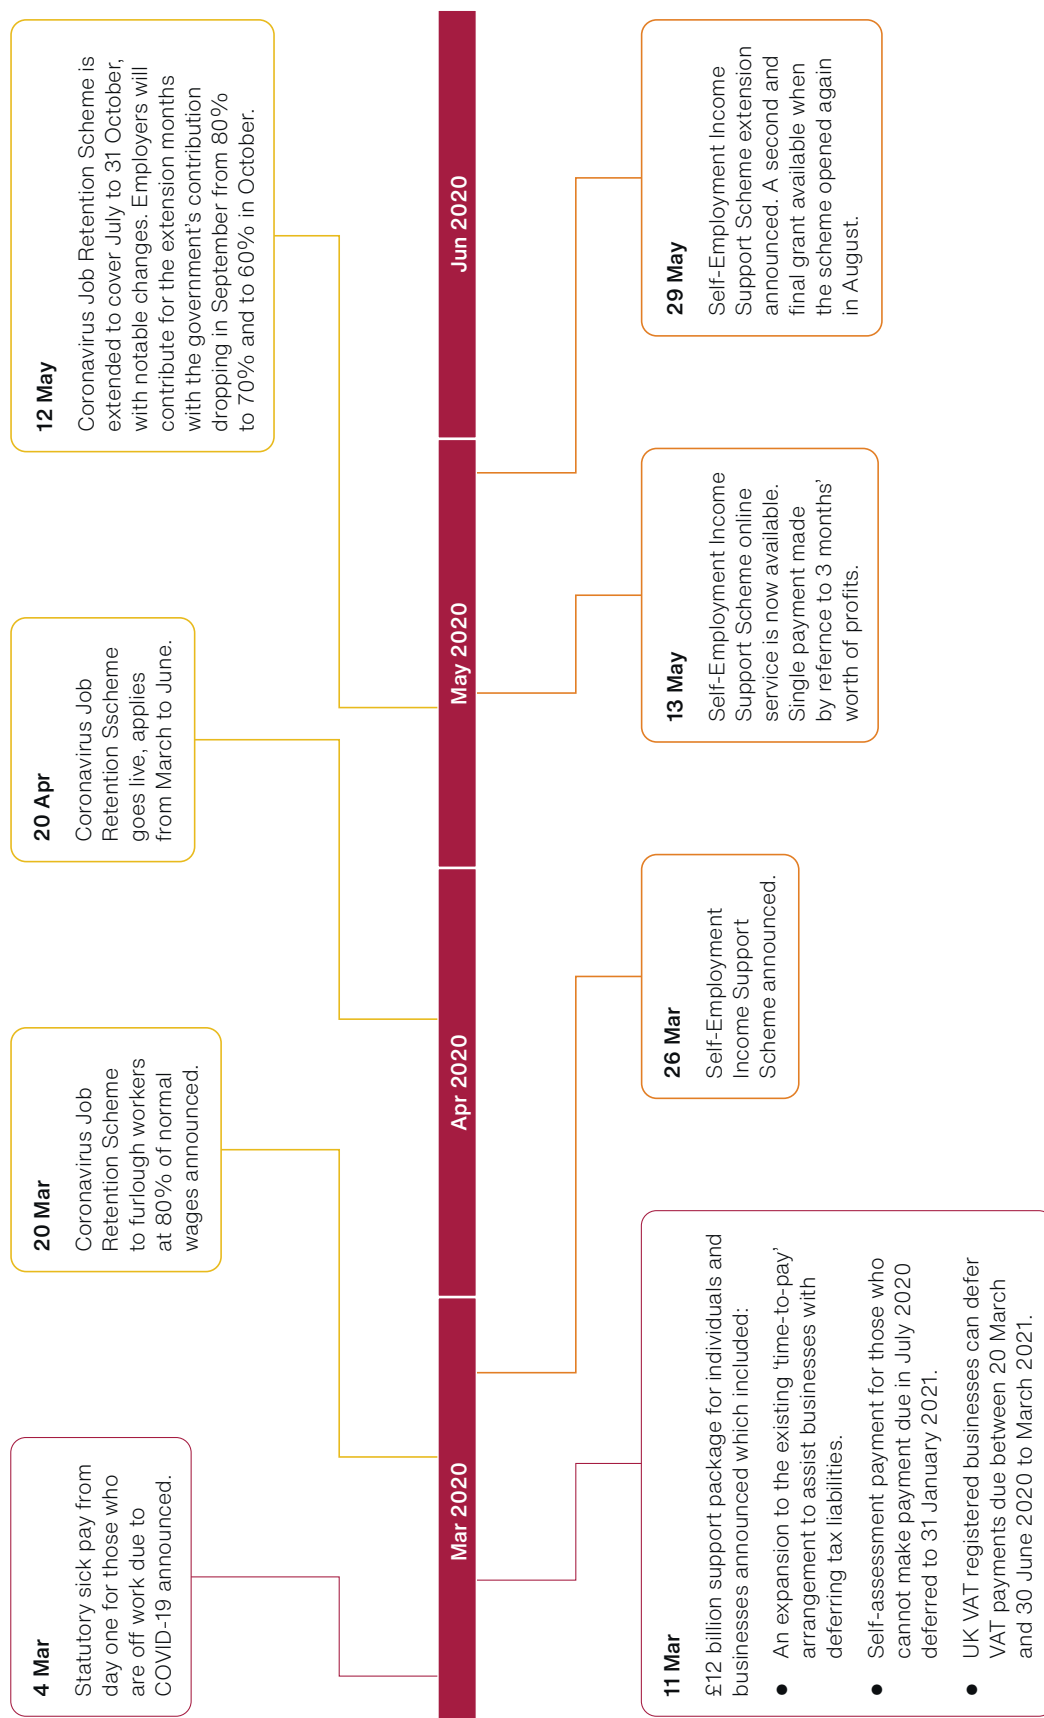 4 Mar
Statutory sick pay from
day one for those who
are off work due to
COVID-19 announced.
20 Mar
Coronavirus Job
Retention Scheme
to furlough workers
at 80% of normal
wages announced.
20 Apr
Coronavirus Job
Retention Sscheme
goes live, applies
from March to June.
12 May
Coronavirus Job Retention Scheme is
extended to cover July to 31 October,
with notable changes. Employers will
contribute for the extension months
with the government’s contribution
dropping in September from 80%
to 70% and to 60% in October.
Mar 2020
Apr 2020
May 2020
Jun 2020
11 Mar
£12 billion support package for individuals and
businesses announced which included:
● An expansion to the existing ‘time-to-pay’
arrangement to assist businesses with
deferring tax liabilities.
● Self-assessment payment for those who
cannot make payment due in July 2020
deferred to 31 January 2021.
● UK VAT registered businesses can defer
VAT payments due between 20 March
and 30 June 2020 to March 2021.
26 Mar
Self-Employment
Income Support
Scheme announced.
13 May
Self-Employment Income
Support Scheme online
service is now available.
Single payment made
by refernce to 3 months’
worth of profits.
29 May
Self-Employment Income
Support Scheme extension
announced. A second and
final grant available when
the scheme opened again
in August.